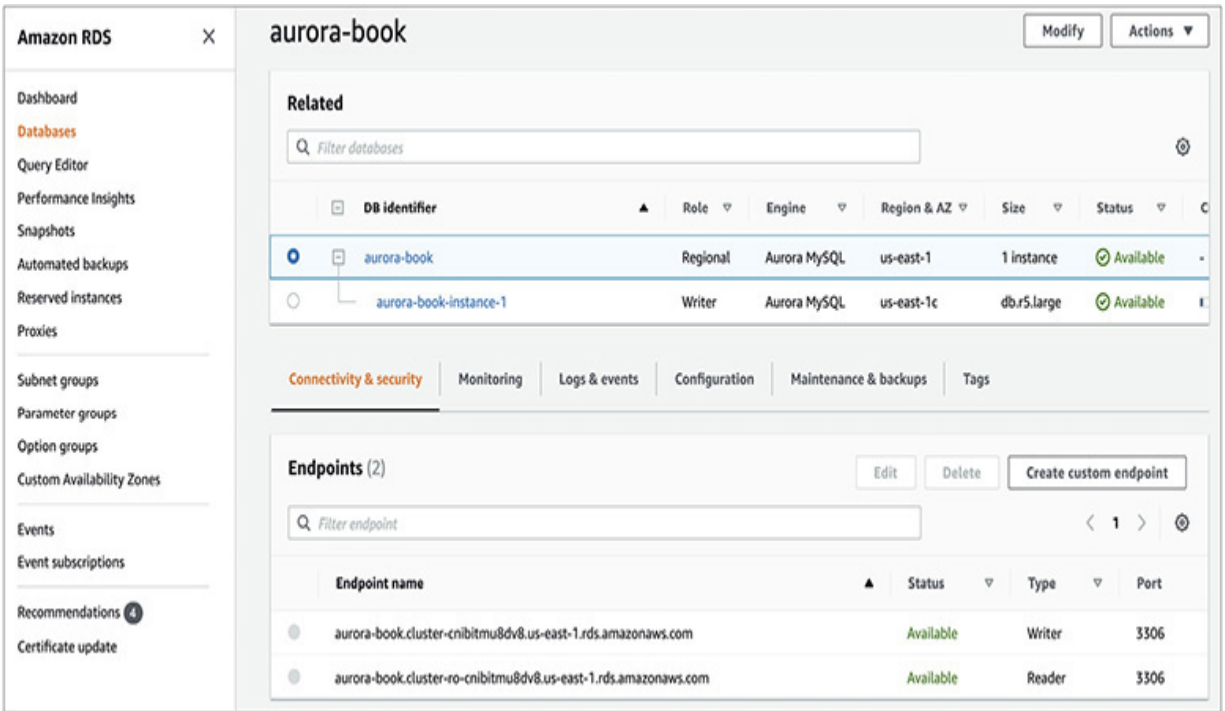 Amazon RDS
Dashboard
Databases
Query Editor
Performance Insights
Snapshots
Automated backups
Reserved instances
Proxies
Subnet groups
Parameter groups
Option groups
Custom Availability Zones
Events
Event subscriptions
Recommendations 4
Certificate update
aurora-book
Modify Actions
Related
Filter databases
DB identifier Role Engine Region & AZ Size Status C
aurora-book Regional Aurora MySQL us-east-1 1 instance Available -
aurora-book-instance-1 Writer Aurora MySQL us-east-1c db.r5.large Available
Connectivity & security Monitoring Logs & events Configuration Maintenance & backups Tags
Endpoints (2) Edit Delete Create custom endpoint
Filter endpoint 1
Endpoint name Status Type Port
aurora-book.cluster-cnibitmu8dv8.us-east-1.rds.amazonaws.com Available Writer 3306
aurora-book.cluster-ro-cnibitmu8dv8.us-east-1.rds.amazonaws.com Available Reader 3306